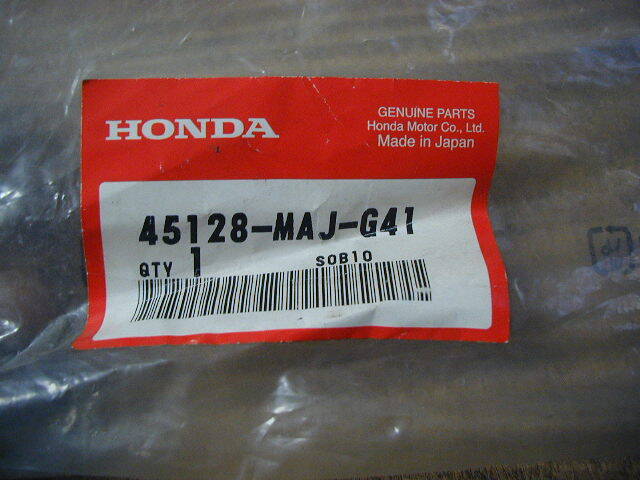 HONDA
GENUINE PARTS
Honda Motor Co., Ltd.
Made in Japan
45128-MAJ-G41
QTY 1 SOB10